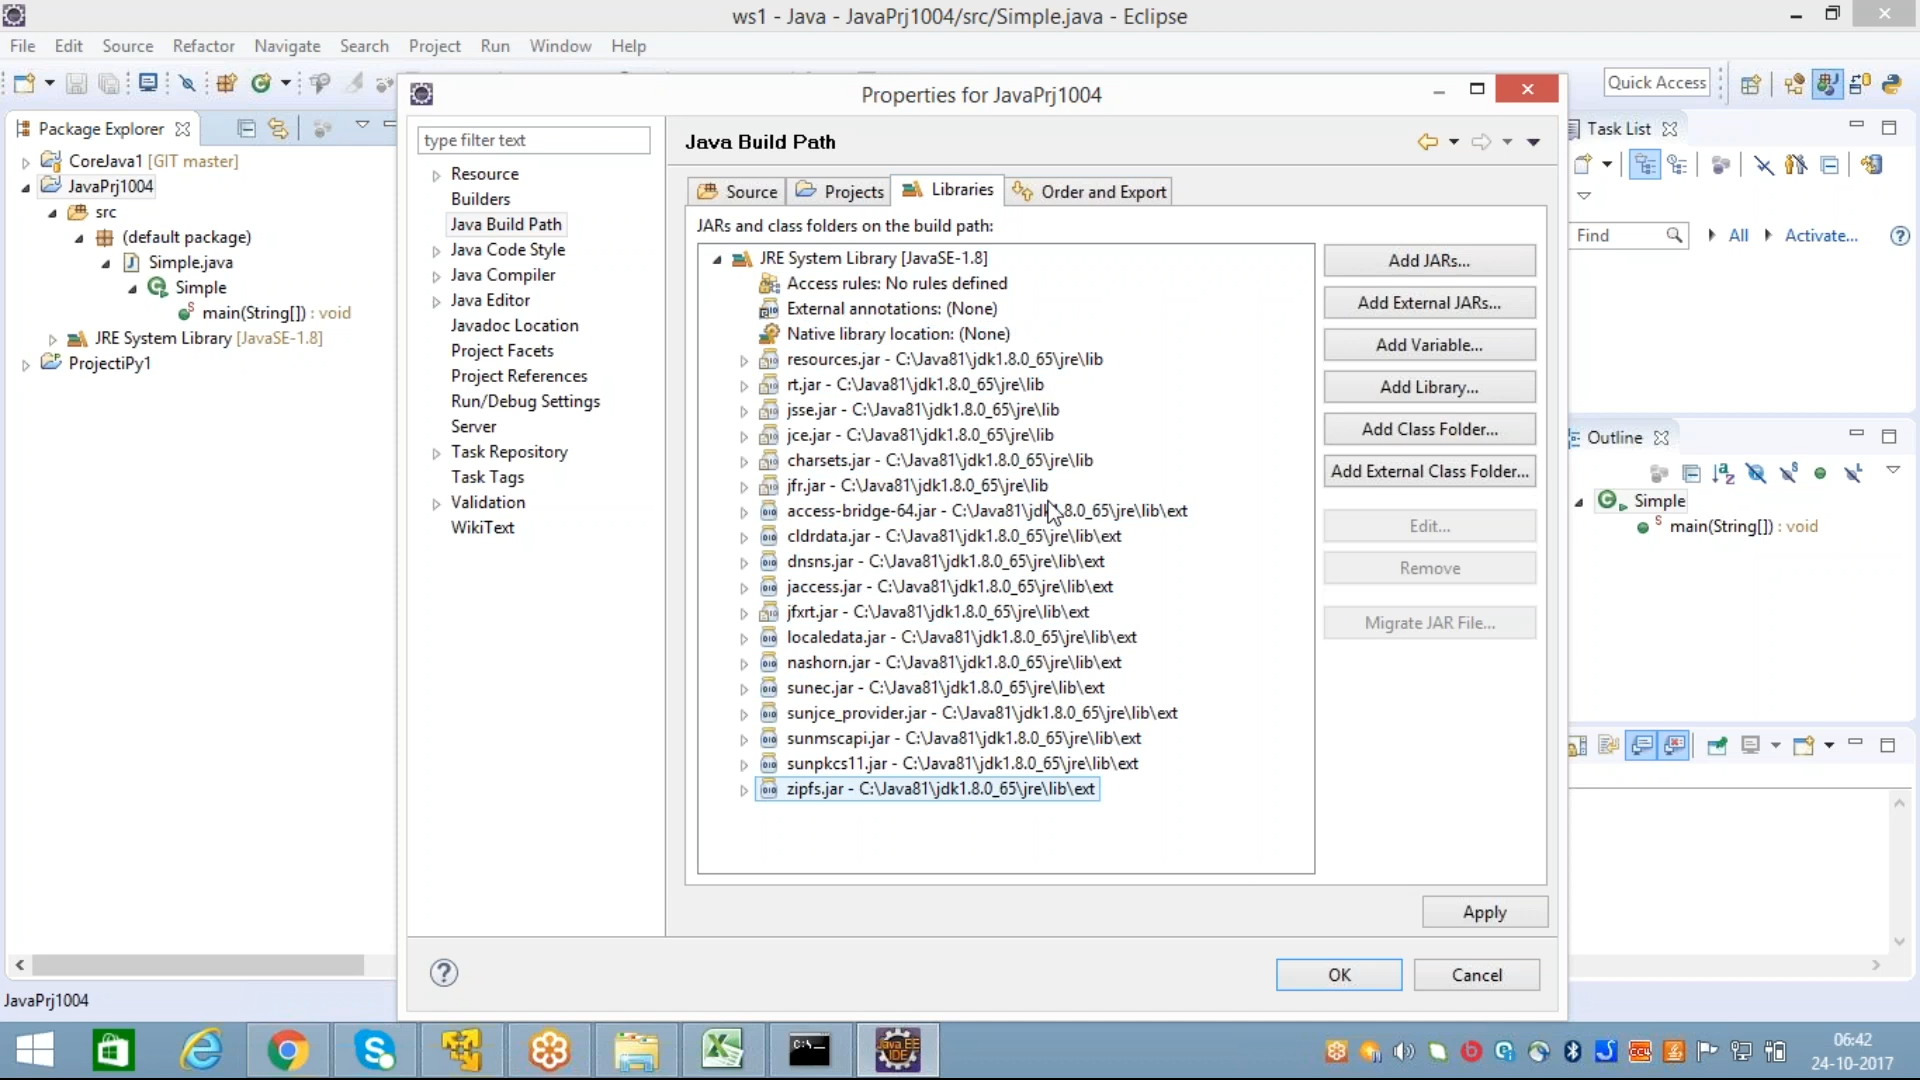 ws1 - Java - JavaPrj1004/src/Simple.java - Eclipse
File Edit Source Refactor Navigate Search Project Run Window Help
Quick Access
Package Explorer
CoreJava1 [GIT master]
JavaPrj1004
src
(default package)
Simple.java
Simple
main(String[]) : void
JRE System Library [JavaSE-1.8]
ProjectiPy1
JavaPrj1004
Properties for JavaPrj1004
type filter text
Resource
Builders
Java Build Path
Java Code Style
Java Compiler
Java Editor
Javadoc Location
Project Facets
Project References
Run/Debug Settings
Server
Task Repository
Task Tags
Validation
WikiText
Java Build Path
Source Projects Libraries Order and Export
JARs and class folders on the build path:
JRE System Library [JavaSE-1.8]
Access rules: No rules defined
External annotations: (None)
Native library location: (None)
resources.jar - C:\Java81\jdk1.8.0_65\jre\lib
rt.jar - C:\Java81\jdk1.8.0_65\jre\lib
jsse.jar - C:\Java81\jdk1.8.0_65\jre\lib
jce.jar - C:\Java81\jdk1.8.0_65\jre\lib
charsets.jar - C:\Java81\jdk1.8.0_65\jre\lib
jfr.jar - C:\Java81\jdk1.8.0_65\jre\lib
access-bridge-64.jar - C:\Java81\jdk1.8.0_65\jre\lib\ext
cldrdata.jar - C:\Java81\jdk1.8.0_65\jre\lib\ext
dnsns.jar - C:\Java81\jdk1.8.0_65\jre\lib\ext
jaccess.jar - C:\Java81\jdk1.8.0_65\jre\lib\ext
jfxrt.jar - C:\Java81\jdk1.8.0_65\jre\lib\ext
localedata.jar - C:\Java81\jdk1.8.0_65\jre\lib\ext
nashorn.jar - C:\Java81\jdk1.8.0_65\jre\lib\ext
sunec.jar - C:\Java81\jdk1.8.0_65\jre\lib\ext
sunjce_provider.jar - C:\Java81\jdk1.8.0_65\jre\lib\ext
sunmscapi.jar - C:\Java81\jdk1.8.0_65\jre\lib\ext
sunpkcs11.jar - C:\Java81\jdk1.8.0_65\jre\lib\ext
zipfs.jar - C:\Java81\jdk1.8.0_65\jre\lib\ext
Add JARs...
Add External JARs...
Add Variable...
Add Library...
Add Class Folder...
Add External Class Folder...
Edit...
Remove
Migrate JAR File...
Apply
OK Cancel
Task List
Find All Activate...
Outline
Simple
main(String[]) : void
Java EE
IDE
06:42
24-10-2017